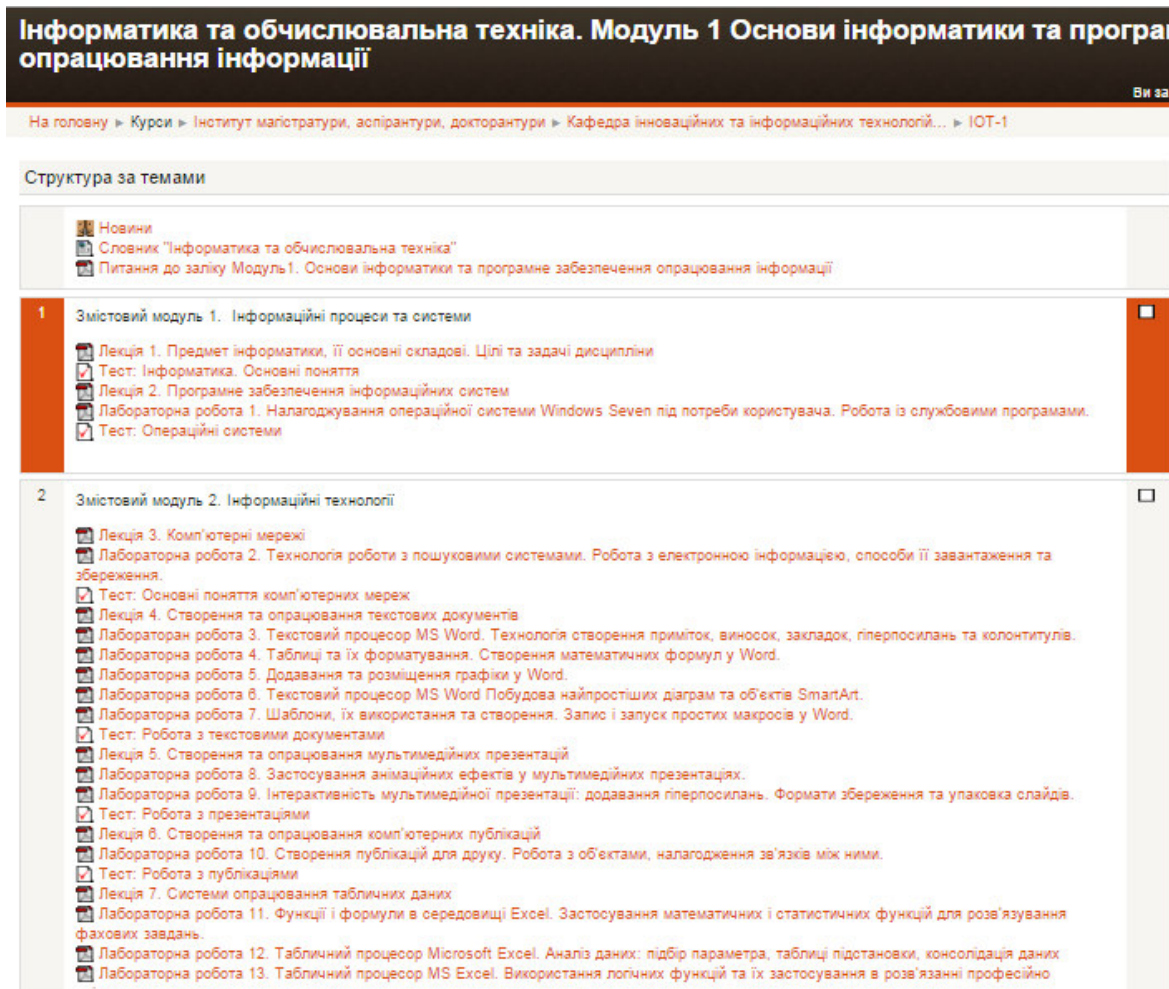 Інформатика та обчислювальна техніка. Модуль 1 Основи інформатики та програ
опрацювання інформації
Ви за
На головну ► Курси ► Інститут магістратури, аспірантури, докторантури ► Кафедра інноваційних та інформаційних технологій... ► ІОТ-1
Структура за темами
Новини
Словник "Інформатика та обчислювальна техніка"
Питання до заліку Модуль1. Основи інформатики та програмне забезпечення опрацювання інформації
1
Змістовий модуль 1. Інформаційні процеси та системи
Лекція 1. Предмет інформатики, її основні складові. Цілі та задачі дисципліни
Тест: Інформатика. Основні поняття
Лекція 2. Програмне забезпечення інформаційних систем
Лабораторна робота 1. Налагоджування операційної системи Windows Seven під потреби користувача. Робота із службовими програмами.
Тест: Операційні системи
2
Змістовий модуль 2. Інформаційні технології
Лекція 3. Комп'ютерні мережі
Лабораторна робота 2. Технологія роботи з пошуковими системами. Робота з електронною інформацією, способи її завантаження та
збереження.
Тест: Основні поняття комп'ютерних мереж
Лекція 4. Створення та опрацювання текстових документів
Лабораторан робота 3. Текстовий процесор MS Word. Технологія створення приміток, виносок, закладок, гіперпосилань та колонтитулів.
Лабораторна робота 4. Таблиці та їх форматування. Створення математичних формул у Word.
Лабораторна робота 5. Додавання та розміщення графіки у Word.
Лабораторна робота 6. Текстовий процесор MS Word Побудова найпростіших діаграм та об'єктів SmartArt.
Лабораторна робота 7. Шаблони, їх використання та створення. Запис і запуск простих макросів у Word.
Тест: Робота з текстовими документами
Лекція 5. Створення та опрацювання мультимедійних презентацій
Лабораторна робота 8. Застосування анімаційних ефектів у мультимедійних презентаціях.
Лабораторна робота 9. Інтерактивність мультимедійної презентації: додавання гіперпосилань. Формати збереження та упаковка слайдів.
Тест: Робота з презентаціями
Лекція 6. Створення та опрацювання комп'ютерних публікацій
Лабораторна робота 10. Створення публікацій для друку. Робота з об'єктами, налагодження зв'язків між ними.
Тест: Робота з публікаціями
Лекція 7. Системи опрацювання табличних даних
Лабораторна робота 11. Функції і формули в середовищі Excel. Застосування математичних і статистичних функцій для розв'язування
фахових завдань.
Лабораторна робота 12. Табличний процесор Microsoft Excel. Аналіз даних: підбір параметра, таблиці підстановки, консолідація даних
Лабораторна робота 13. Табличний процесор MS Excel. Використання логічних функцій та їх застосування в розв'язанні професійно